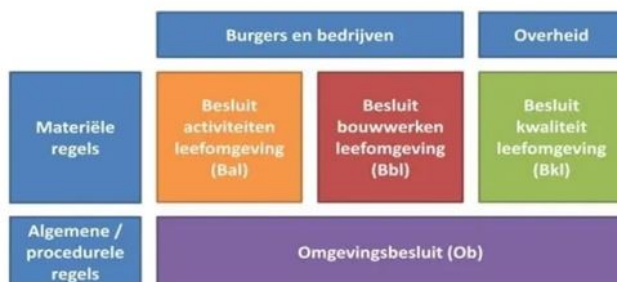 Burgers en bedrijven
Overheid
Materiële
regels
Besluit
activiteiten
leefomgeving
(Bal)
Besluit
bouwwerken
leefomgeving
(Bbl)
Besluit
kwaliteit
leefomgeving
(Bkl)
Algemene /
procedurele
regels
Omgevingsbesluit (Ob)